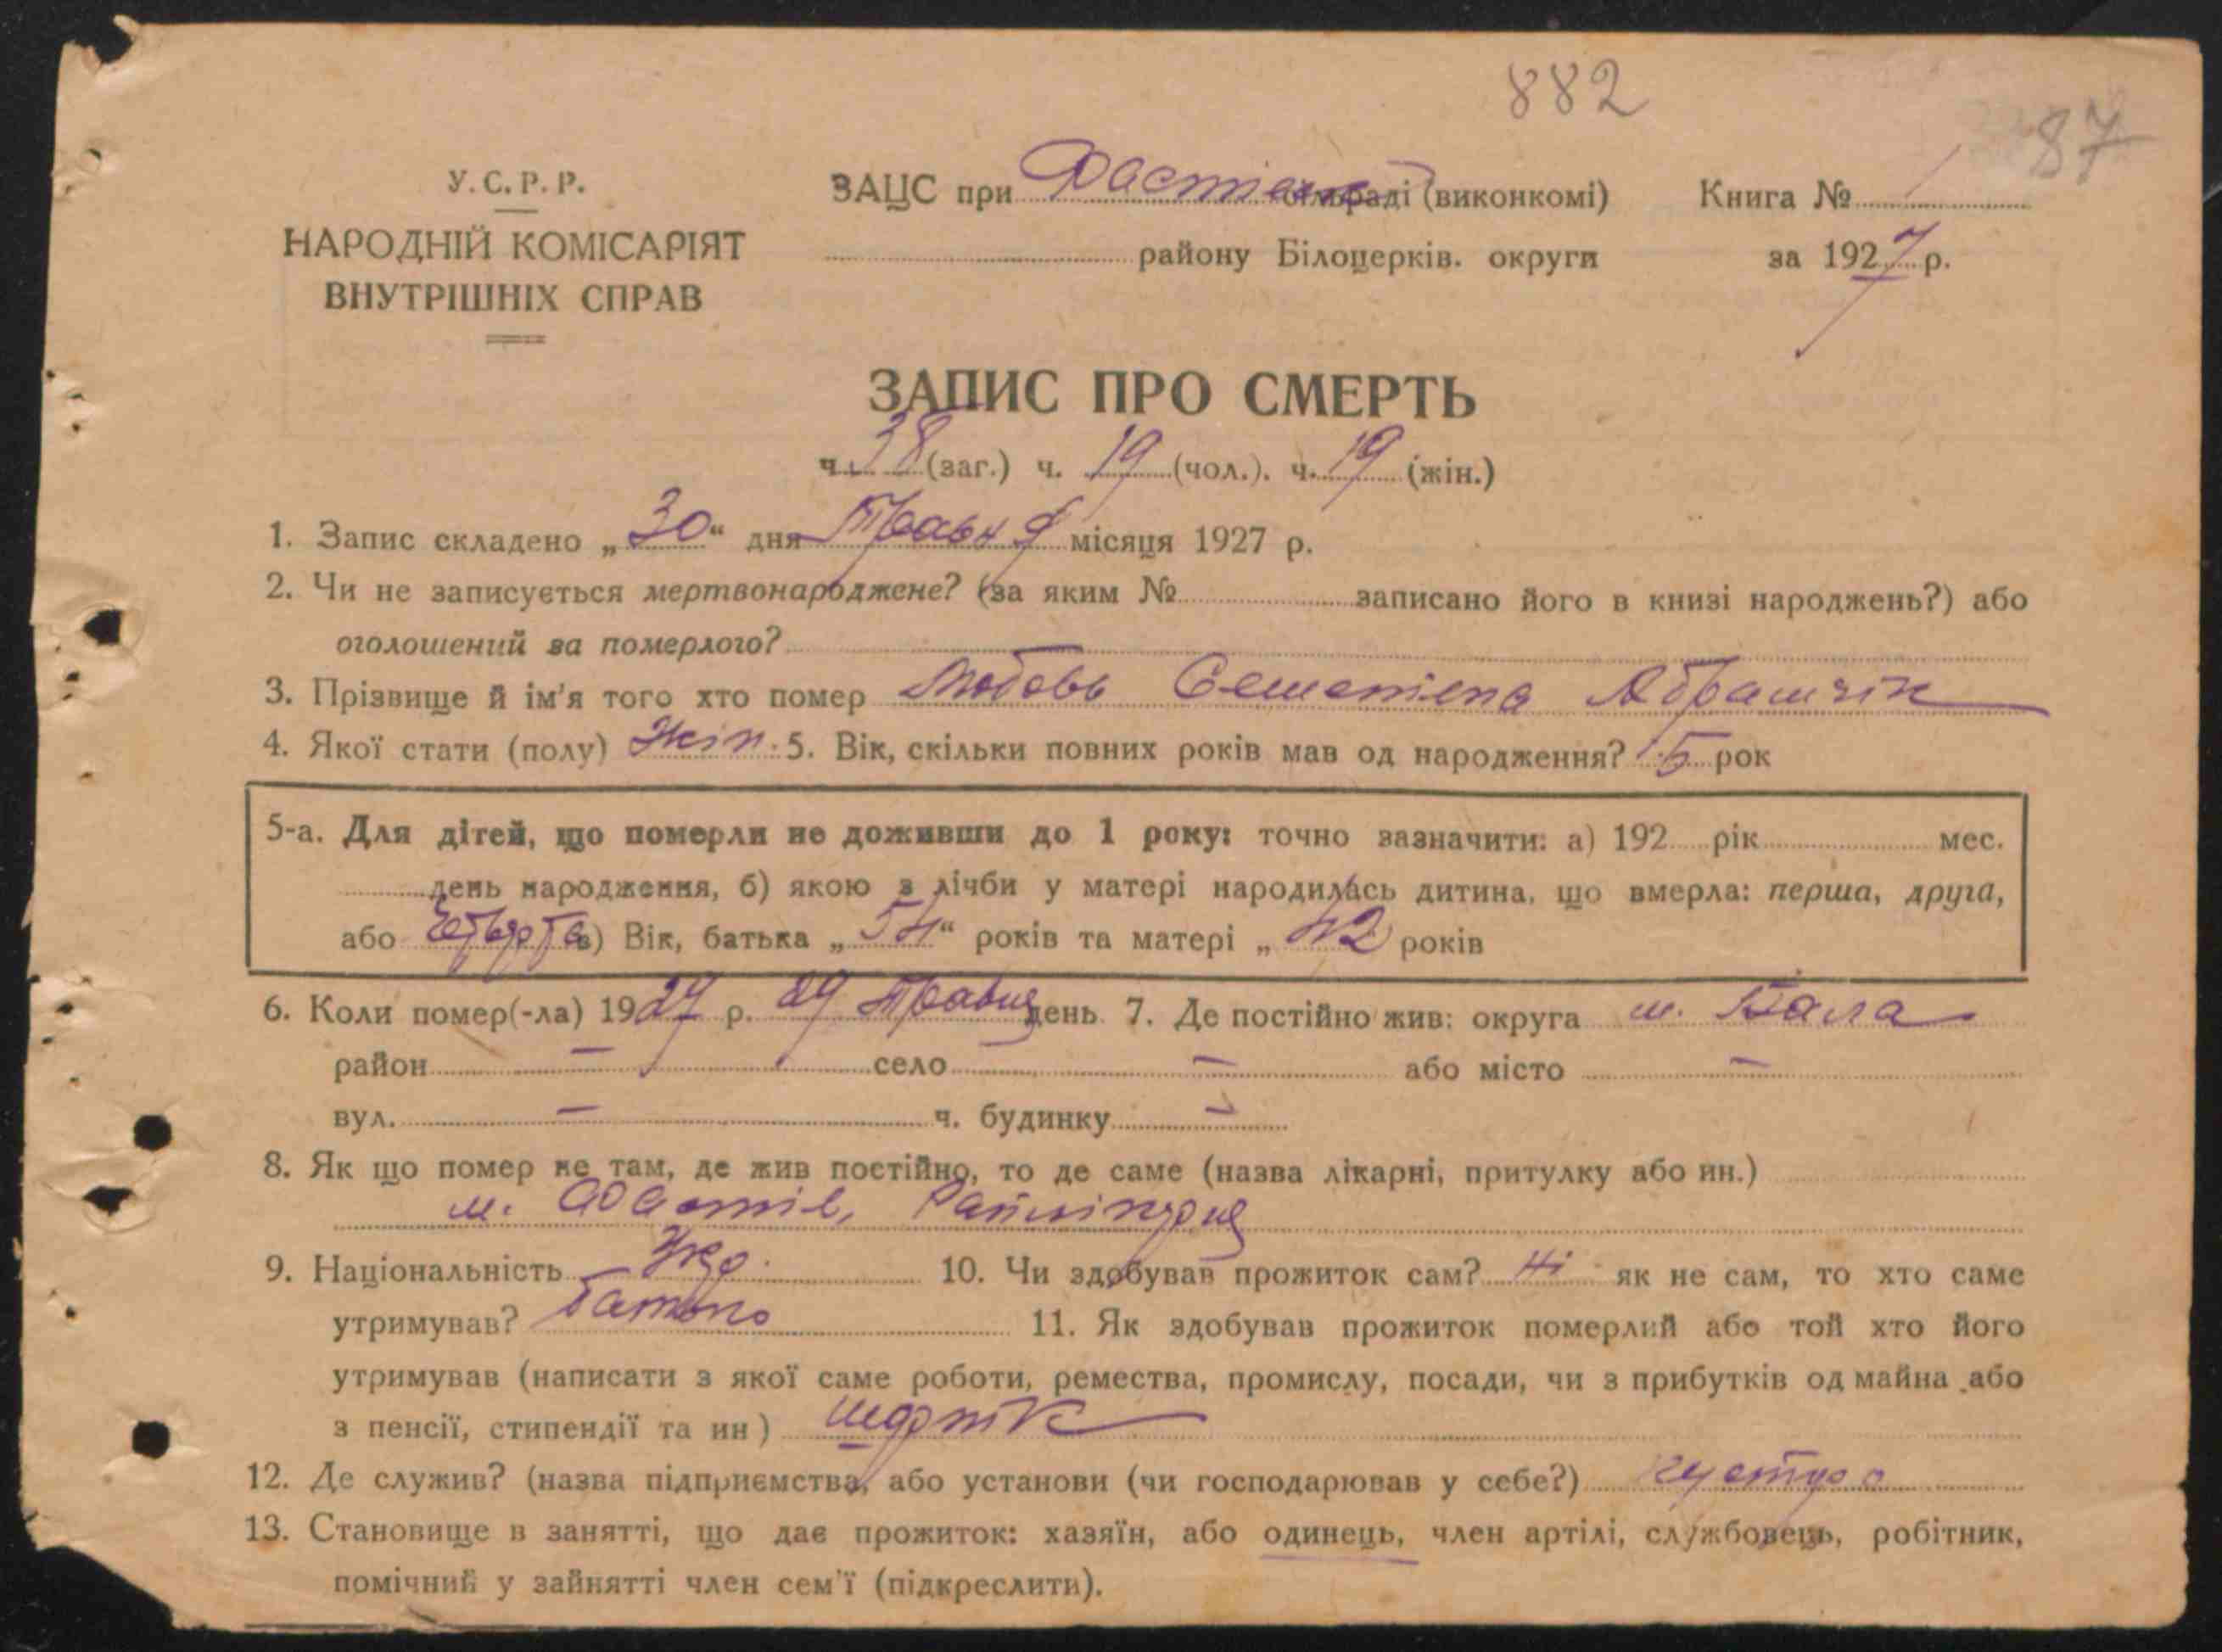 882
87
У. С. Р. Р.
НАРОДНІЙ КОМІСАРІЯТ
ВНУТРІШНІХ СПРАВ
ЗАЦС при сільраді (виконкомі)
району Білоцерків. округи
Книга № 1
за 1927 р.
ЗАПИС ПРО СМЕРТЬ
ч. 38 (заг.) ч. 19 (чол.). ч. 19 (жін.)
1. Запис складено „30“ дня Травня місяця 1927 р.
2. Чи не записується мертвонароджене? (за яким № записано його в книзі народжень?) або
оголошений за померлого?
3. Прізвище й ім'я того хто помер Любовь Абрамчік
4. Якої стати (полу) Жін. 5. Вік, скільки повних років мав од народження? 15 рок
5-а. Для дітей, що померли не доживши до 1 року: точно зазначити: а) 192 рік мес.
день народження, б) якою з лічби у матері народилась дитина, що вмерла: перша, друга,
або Четьорта в) Вік, батька „54“ років та матері „42 років
6. Коли помер(-ла) 1927 р. 29 Травня день 7. Де постійно жив: округа
район — село — або місто —
вул. — ч. будинку —
8. Як що помер не там, де жив постійно, то де саме (назва лікарні, притулку або ин.)
м. Фастів,
9. Національність Укр. 10. Чи здобував прожиток сам? Ні як не сам, то хто саме
утримував? батько 11. Як здобував прожиток померлий або той хто його
утримував (написати з якої саме роботи, ремества, промислу, посади, чи з прибутків од майна або
з пенсії, стипендії та ин )
12. Де служив? (назва підприємства, або установи (чи господарював у себе?)
13. Становище в занятті, що дає прожиток: хазяїн, або одинець, член артілі, службовець, робітник,
помічний у зайнятті член сем'ї (підкреслити).